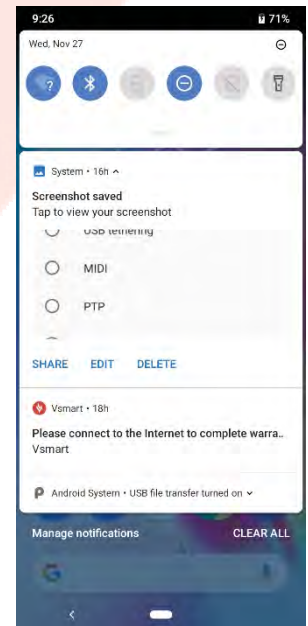 9:26
71%
Wed, Nov 27
?
System • 16h
Screenshot saved
Tap to view your screenshot
USB tethering
MIDI
PTP
SHARE EDIT DELETE
Vsmart • 18h
Please connect to the Internet to complete warra..
Vsmart
Android System • USB file transfer turned on
Manage notifications CLEAR ALL
G